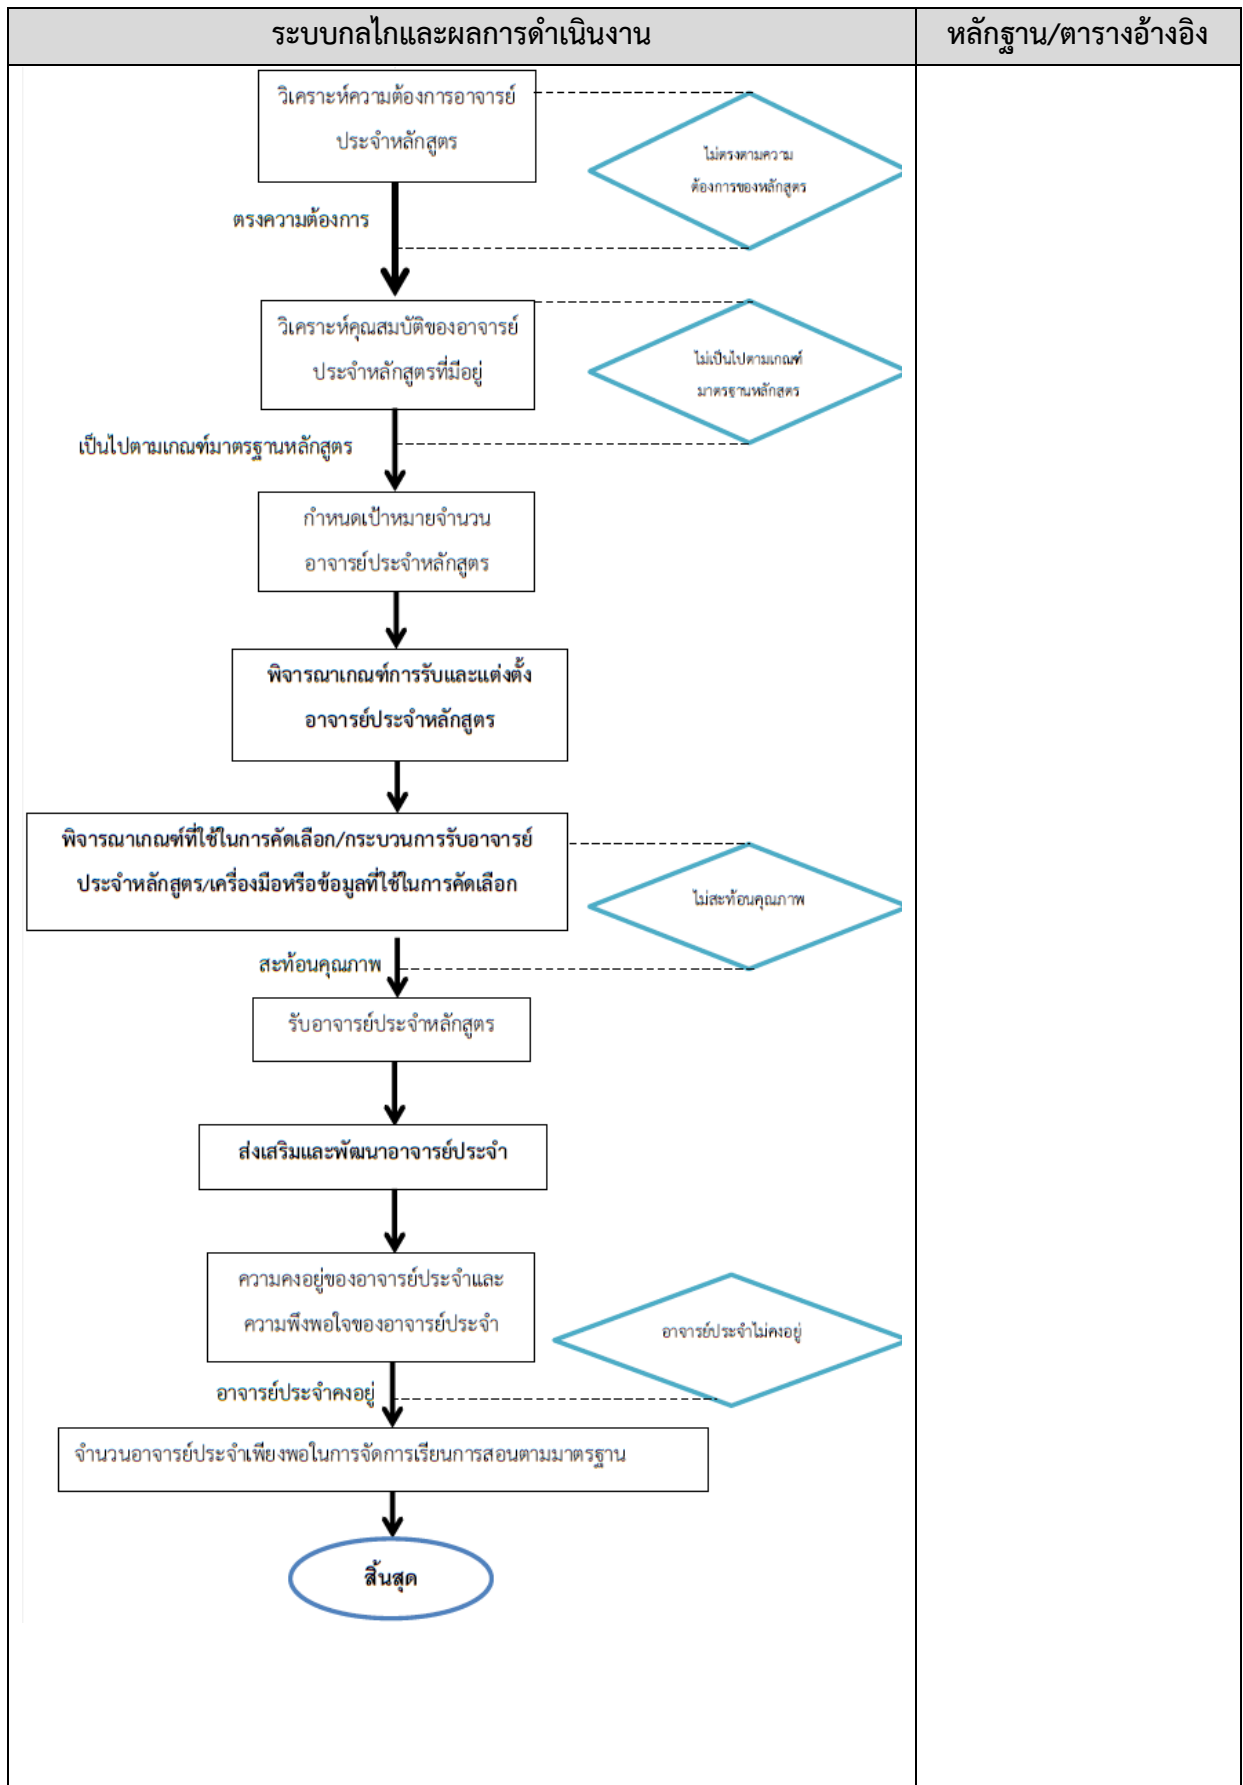 ระบบกลไกและผลการดำเนินงาน
หลักฐาน/ตารางอ้างอิง
วิเคราะห์ความต้องการอาจารย์
ประจำหลักสูตร
ไม่ตรงตามความ
ต้องการของหลักสูตร
ตรงความต้องการ
วิเคราะห์คุณสมบัติของอาจารย์
ประจำหลักสูตรที่มีอยู่
ไม่เป็นไปตามเกณฑ์
มาตรฐานหลักสูตร
เป็นไปตามเกณฑ์มาตรฐานหลักสูตร
กำหนดเป้าหมายจำนวน
อาจารย์ประจำหลักสูตร
พิจารณาเกณฑ์การรับและแต่งตั้ง
อาจารย์ประจำหลักสูตร
พิจารณาเกณฑ์ที่ใช้ในการคัดเลือก/กระบวนการรับอาจารย์
ประจำหลักสูตร/เครื่องมือหรือข้อมูลที่ใช้ในการคัดเลือก
ไม่สะท้อนคุณภาพ
สะท้อนคุณภาพ
รับอาจารย์ประจำหลักสูตร
ส่งเสริมและพัฒนาอาจารย์ประจำ
ความคงอยู่ของอาจารย์ประจำและ
ความพึงพอใจของอาจารย์ประจำ
อาจารย์ประจำไม่คงอยู่
อาจารย์ประจำคงอยู่
จำนวนอาจารย์ประจำเพียงพอในการจัดการเรียนการสอนตามมาตรฐาน
สิ้นสุด